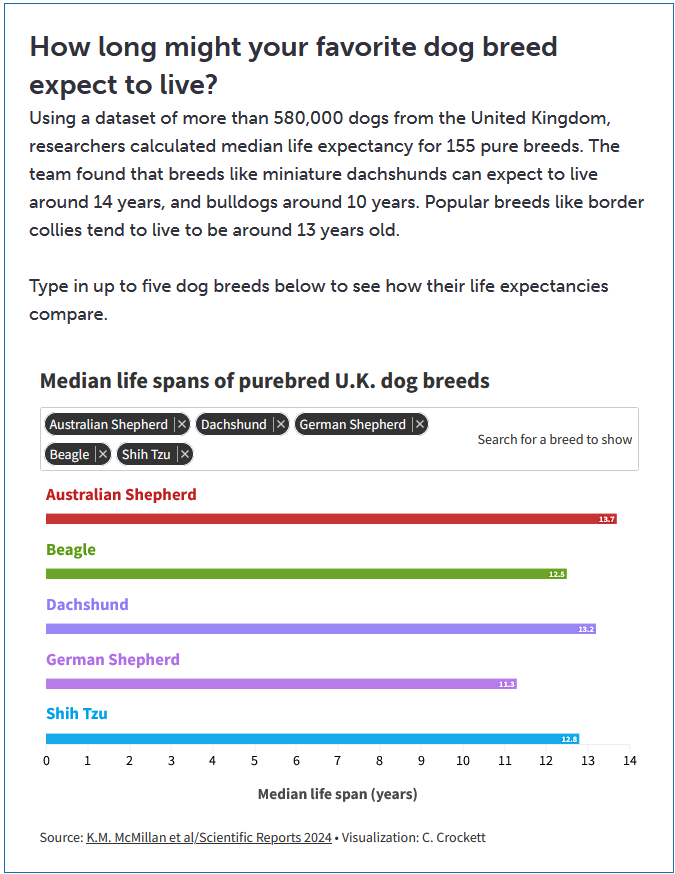 How long might your favorite dog breed
expect to live?
Using a dataset of more than 580,000 dogs from the United Kingdom,
researchers calculated median life expectancy for 155 pure breeds. The
team found that breeds like miniature dachshunds can expect to live
around 14 years, and bulldogs around 10 years. Popular breeds like border
collies tend to live to be around 13 years old.
Type in up to five dog breeds below to see how their life expectancies
compare.
Median life spans of purebred U.K. dog breeds
Australian Shepherd × Dachshund × German Shepherd ×
Search for a breed to show
Beagle × Shih Tzu ×
Australian Shepherd
13.7
Beagle
12.5
Dachshund
13.2
German Shepherd
11.3
Shih Tzu
12.8
0 1 2 3 4 5 6 7 8 9 10 11 12 13 14
Median life span (years)
Source: K.M. McMillan et al/Scientific Reports 2024 • Visualization: C. Crockett